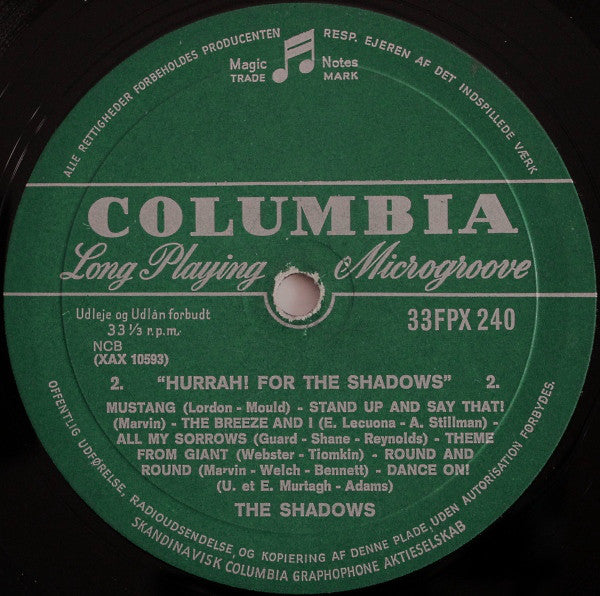 ALLE RETTIGHEDER FORBEHOLDES PRODUCENTEN RESP. EJEREN AF DET INDSPILLEDE VÆRK
Magic Notes
TRADE MARK
COLUMBIA
Long Playing Microgroove
Udleje og Udlån forbudt
33⅓ r.p.m.
33FPX 240
NCB
(XAX 10593)
2. "HURRAH! FOR THE SHADOWS" 2.
MUSTANG (Lordon - Mould) - STAND UP AND SAY THAT!
(Marvin) - THE BREEZE AND I (E. Lecuona - A. Stillman) -
ALL MY SORROWS (Guard - Shane - Reynolds) - THEME
FROM GIANT (Webster - Tiomkin) - ROUND AND
ROUND (Marvin - Welch - Bennett) - DANCE ON!
(U. et E. Murtagh - Adams)
THE SHADOWS
OFFENTLIG UDFØRELSE, RADIOUDSENDELSE, OG KOPIERING AF DENNE PLADE, UDEN AUTORISATION FORBYDES.
SKANDINAVISK COLUMBIA GRAPHOPHONE AKTIESELSKAB